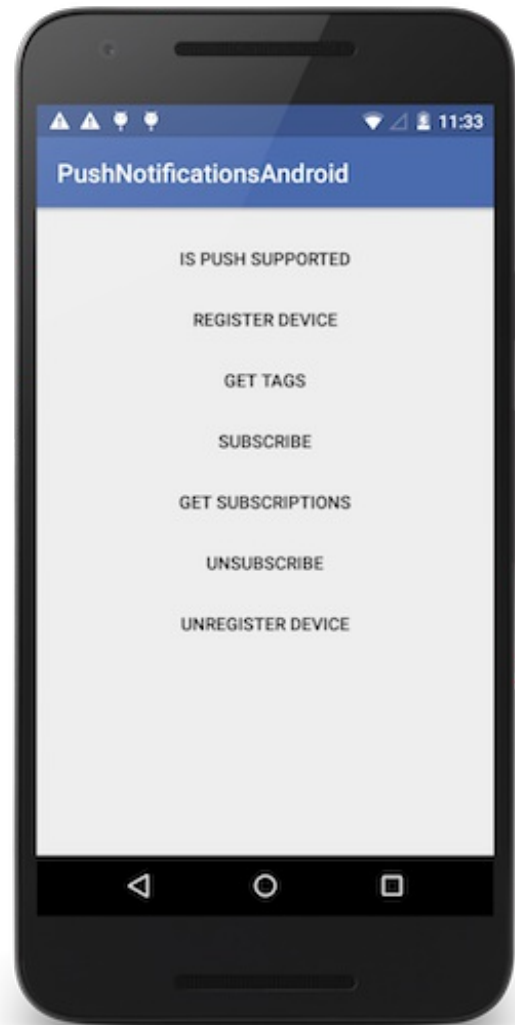 11:33
PushNotificationsAndroid
IS PUSH SUPPORTED
REGISTER DEVICE
GET TAGS
SUBSCRIBE
GET SUBSCRIPTIONS
UNSUBSCRIBE
UNREGISTER DEVICE